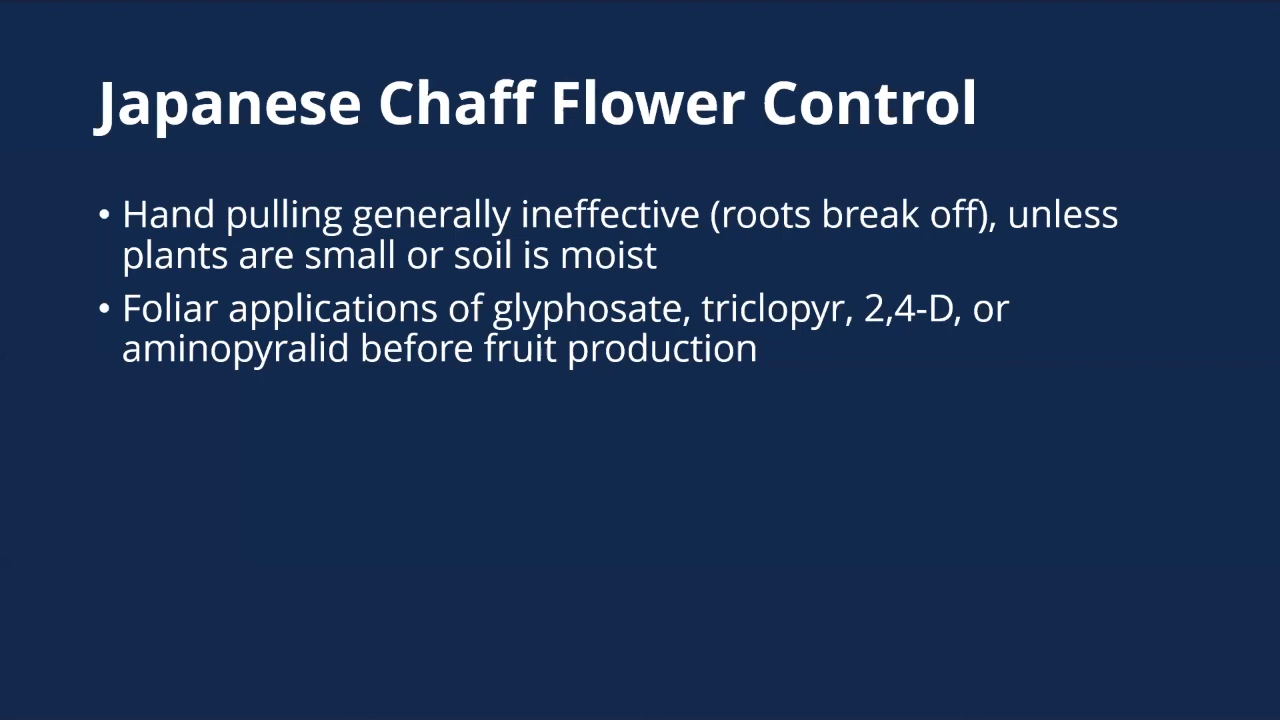 Japanese Chaff Flower Control
• Hand pulling generally ineffective (roots break off), unless
plants are small or soil is moist
• Foliar applications of glyphosate, triclopyr, 2,4-D, or
aminopyralid before fruit production